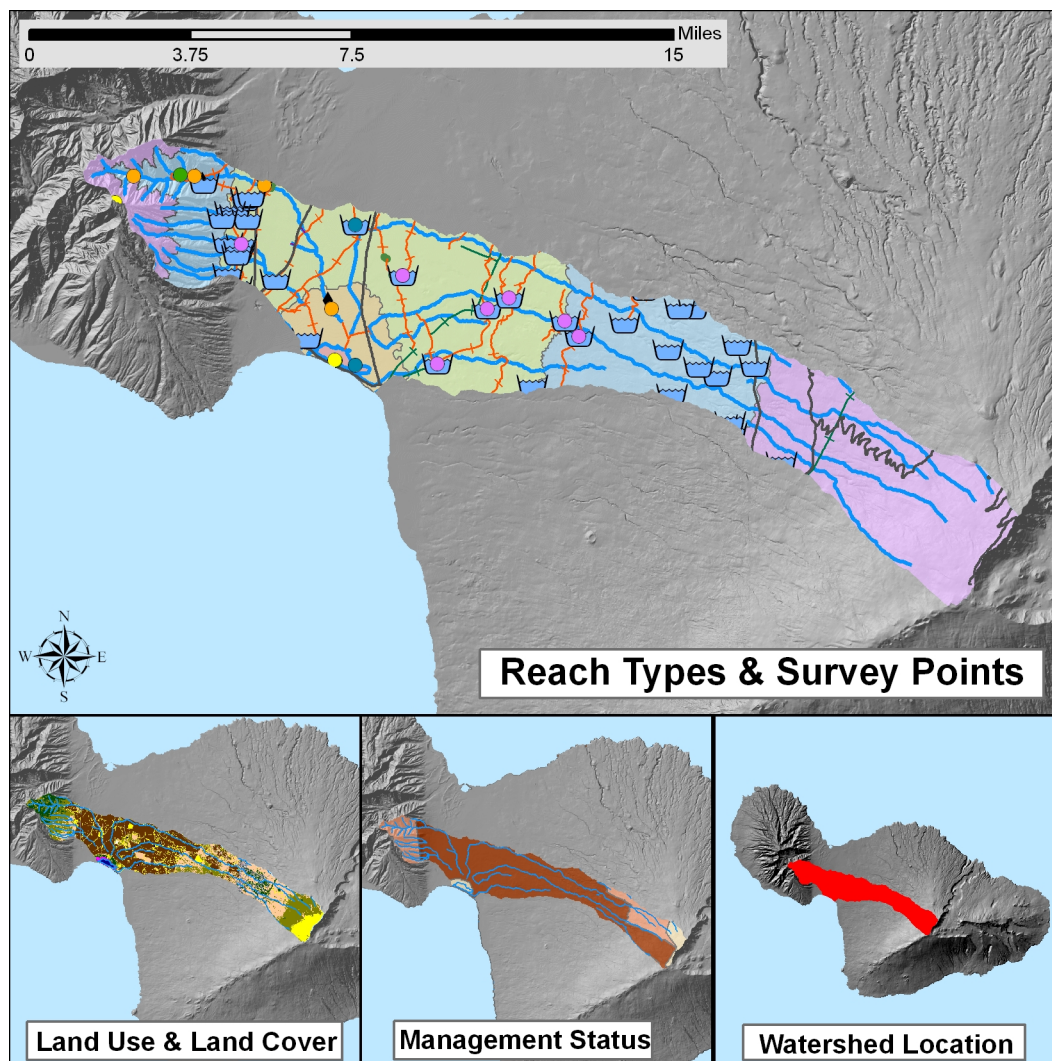 Miles
0 3.75 7.5 15
N
W E
S
Reach Types & Survey Points
Land Use & Land Cover
Management Status
Watershed Location